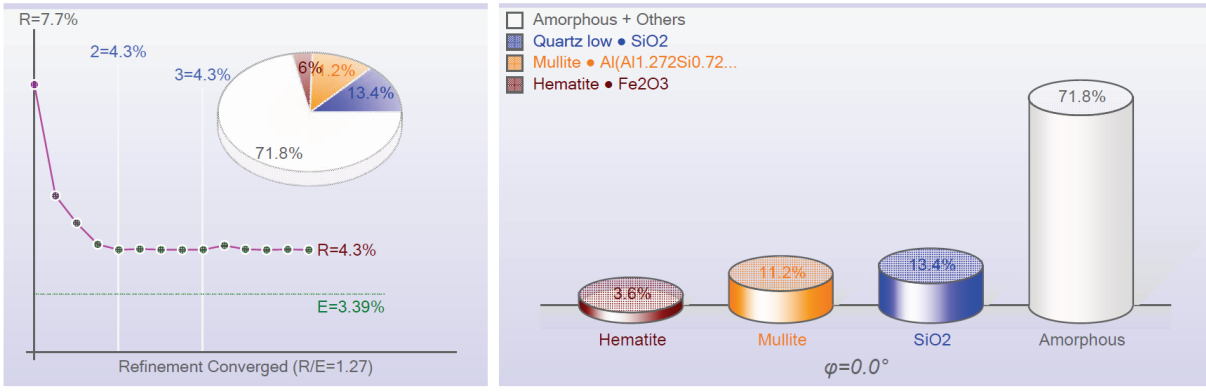 R=7.7%
2=4.3%
3=4.3%
6%
1.2%
13.4%
71.8%
R=4.3%
E=3.39%
Refinement Converged (R/E=1.27)
Amorphous + Others
Quartz low ● SiO2
Mullite ● Al(Al1.272Si0.72...
Hematite ● Fe2O3
71.8%
13.4%
11.2%
3.6%
Hematite
Mullite
SiO2
Amorphous
φ=0.0°